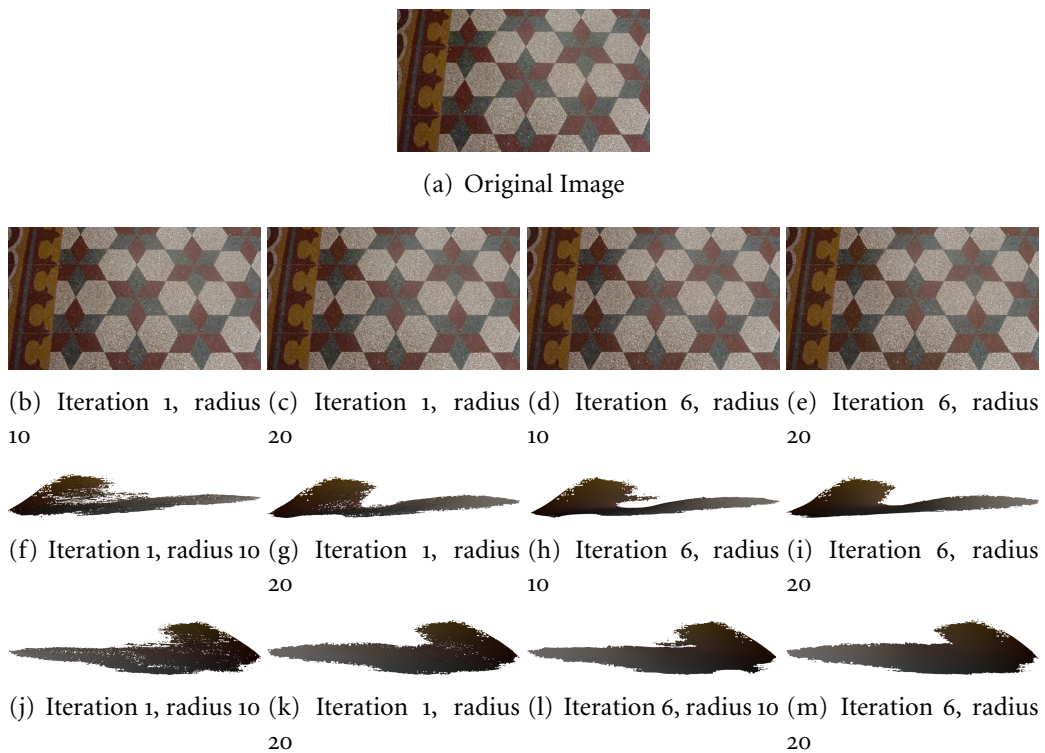 (a) Original Image
(b) Iteration 1, radius 10
(c) Iteration 1, radius 20
(d) Iteration 6, radius 10
(e) Iteration 6, radius 20
(f) Iteration 1, radius 10
(g) Iteration 1, radius 20
(h) Iteration 6, radius 10
(i) Iteration 6, radius 20
(j) Iteration 1, radius 10
(k) Iteration 1, radius 20
(l) Iteration 6, radius 10
(m) Iteration 6, radius 20